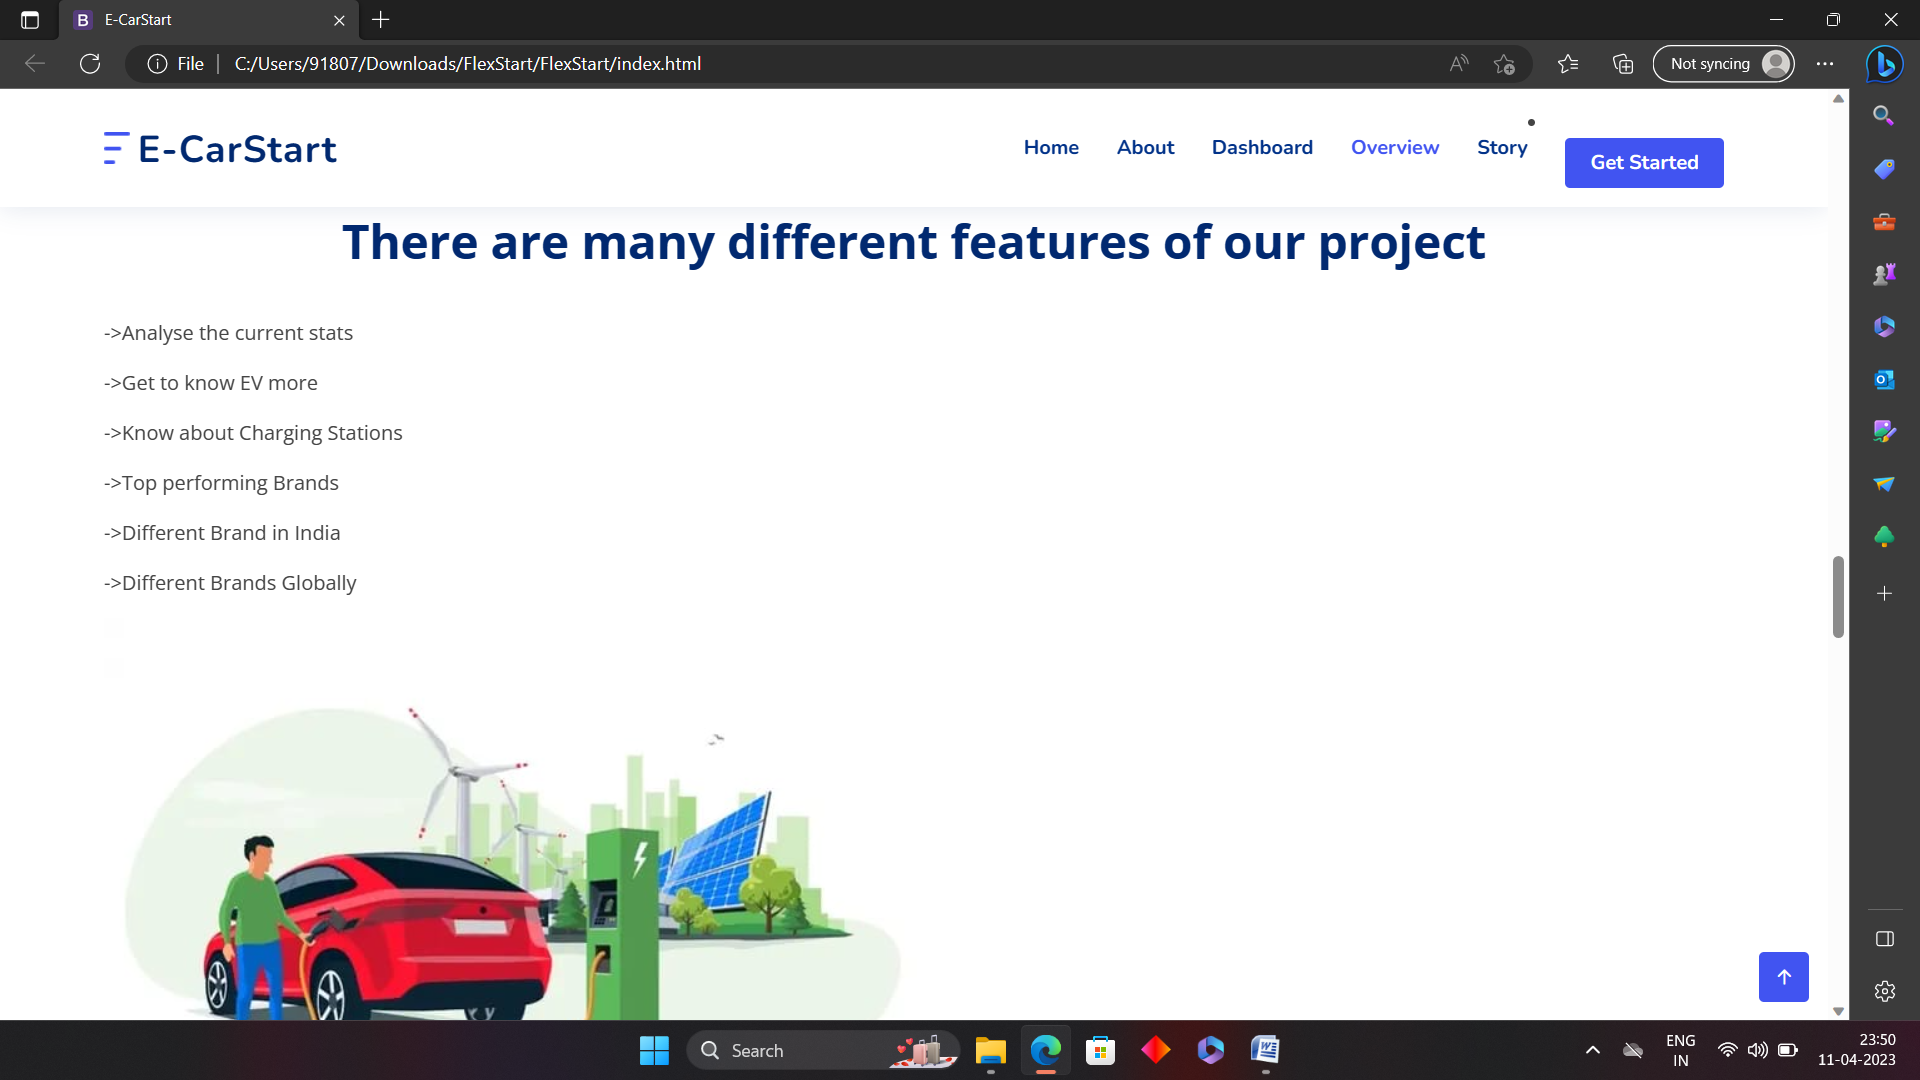 E-CarStart
File
C:/Users/91807/Downloads/FlexStart/FlexStart/index.html
Not syncing
E-CarStart
Home
About
Dashboard
Overview
Story
Get Started
There are many different features of our project
->Analyse the current stats
->Get to know EV more
->Know about Charging Stations
->Top performing Brands
->Different Brand in India
->Different Brands Globally
Search
ENG
IN
23:50
11-04-2023